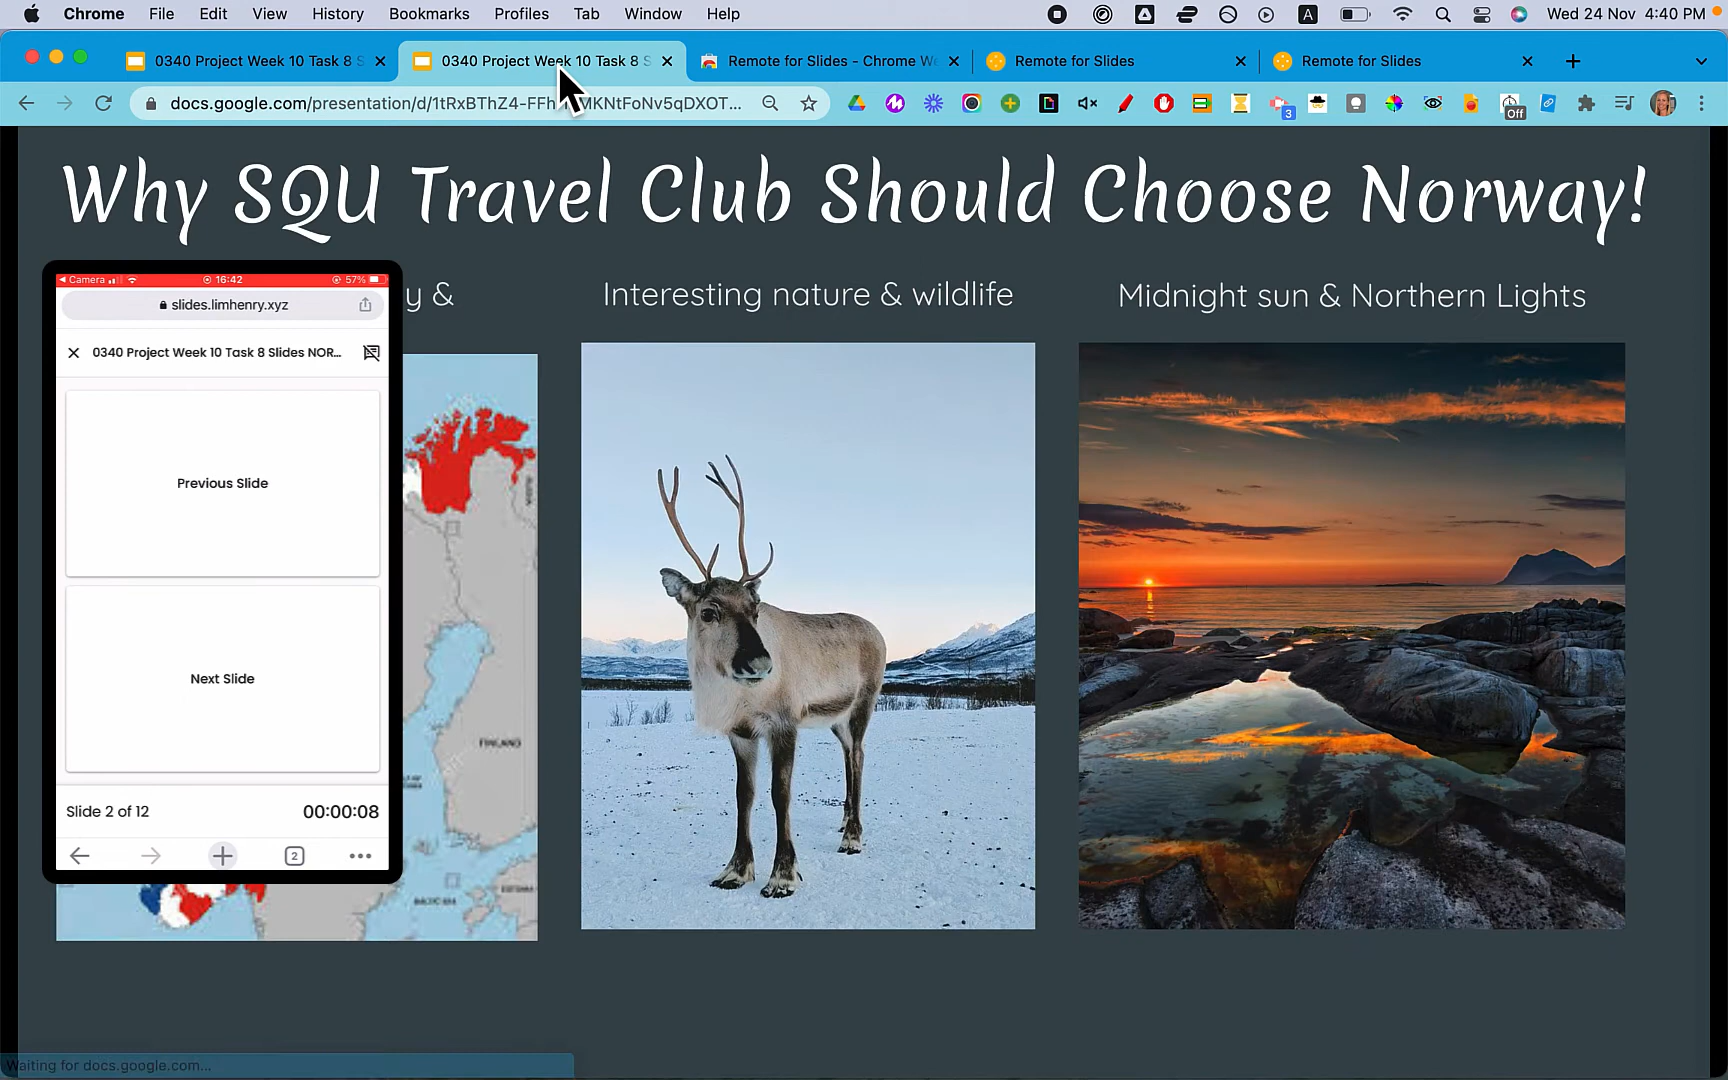 Chrome File Edit View History Bookmarks Profiles Tab Window Help
A Wed 24 Nov 4:40 PM
0340 Project Week 10 Task 8 S
0340 Project Week 10 Task 8 S
Remote for Slides - Chrome We
Remote for Slides
Remote for Slides
docs.google.com/presentation/d/1tRxBThZ4-FFh
MKNtFoNv5qDXOT...
3
Off
Why SQU Travel Club Should Choose Norway!
y &
Interesting nature & wildlife
Midnight sun & Northern Lights
Camera 16:42 57%
slides.limhenry.xyz
0340 Project Week 10 Task 8 Slides NOR...
Previous Slide
Next Slide
Slide 2 of 12 00:00:08
2
FINLAND
Waiting for docs.google.com...